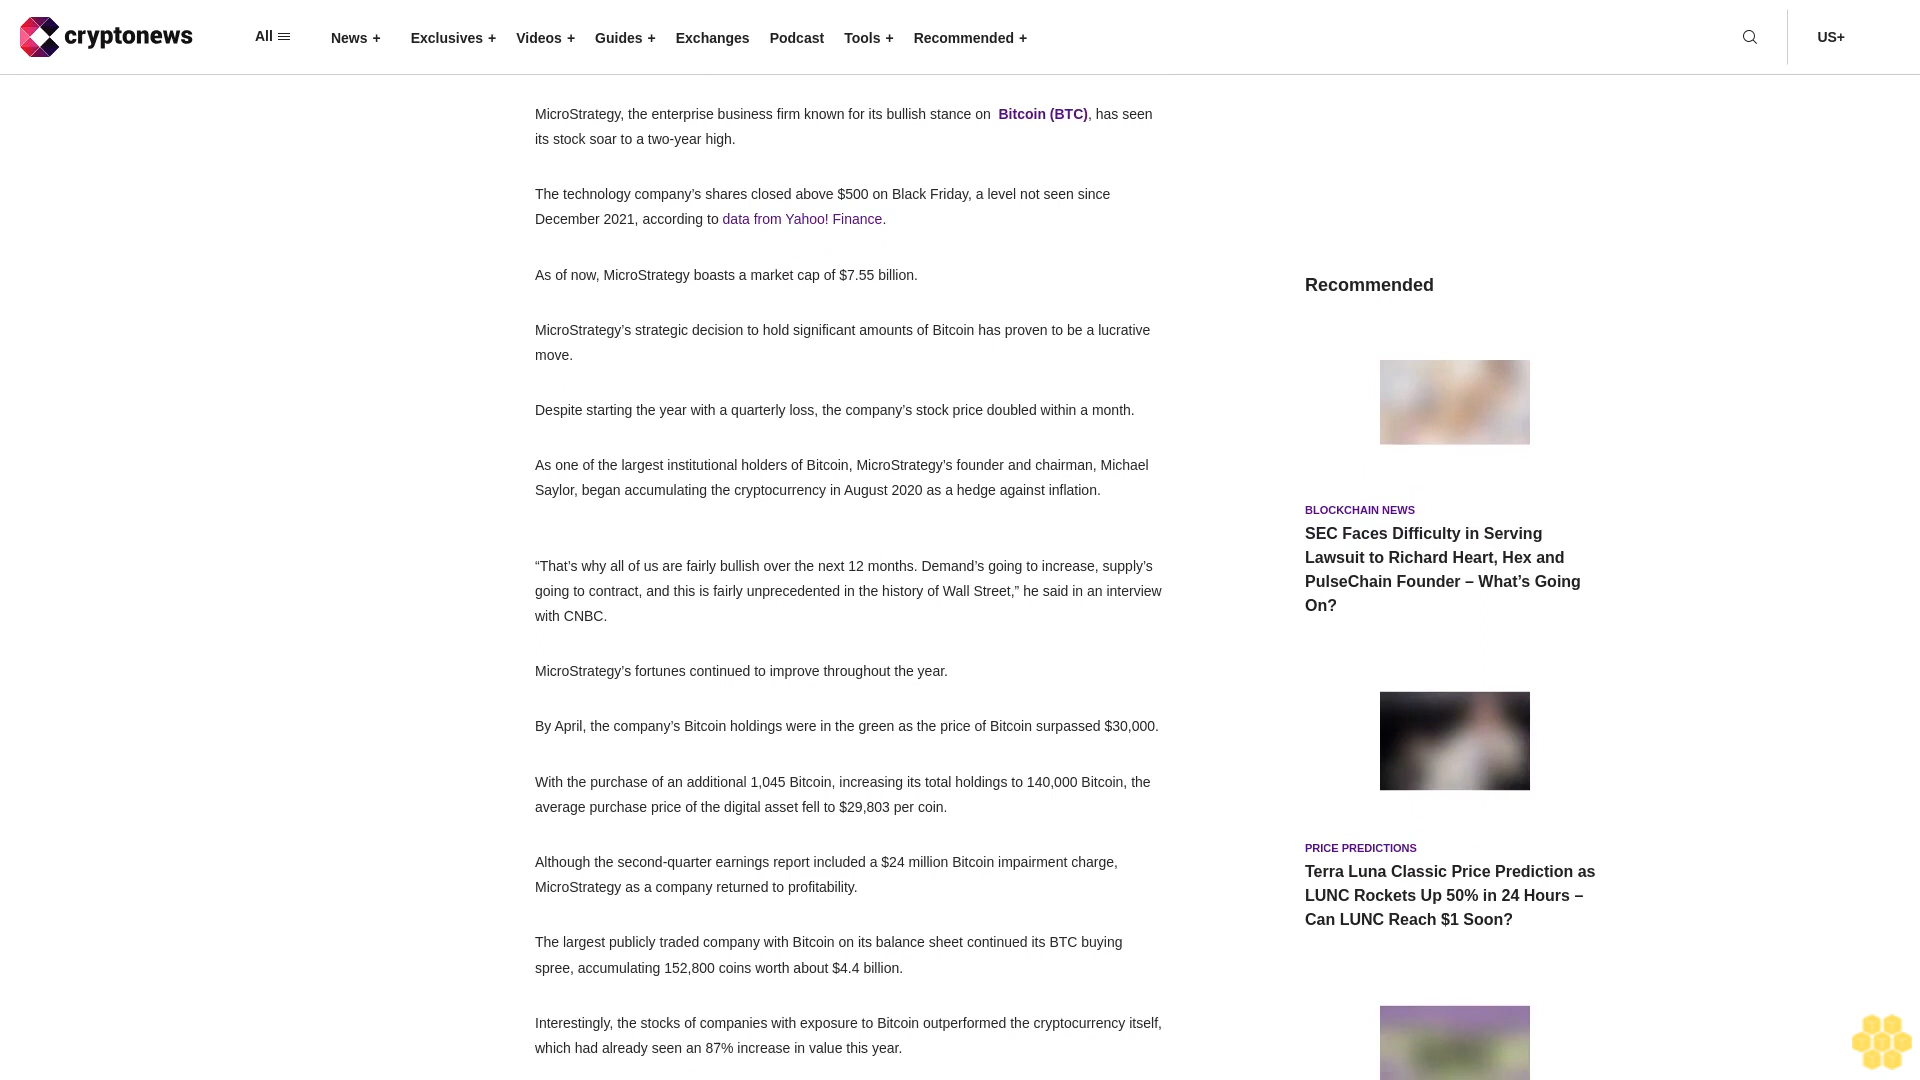 cryptonews
All
News +
Exclusives +
Videos +
Guides +
Exchanges
Podcast
Tools +
Recommended +
US+
MicroStrategy, the enterprise business firm known for its bullish stance on Bitcoin (BTC), has seen
its stock soar to a two-year high.
The technology company’s shares closed above $500 on Black Friday, a level not seen since
December 2021, according to data from Yahoo! Finance.
As of now, MicroStrategy boasts a market cap of $7.55 billion.
MicroStrategy’s strategic decision to hold significant amounts of Bitcoin has proven to be a lucrative
move.
Despite starting the year with a quarterly loss, the company’s stock price doubled within a month.
As one of the largest institutional holders of Bitcoin, MicroStrategy’s founder and chairman, Michael
Saylor, began accumulating the cryptocurrency in August 2020 as a hedge against inflation.
“That’s why all of us are fairly bullish over the next 12 months. Demand’s going to increase, supply’s
going to contract, and this is fairly unprecedented in the history of Wall Street,” he said in an interview
with CNBC.
MicroStrategy’s fortunes continued to improve throughout the year.
By April, the company’s Bitcoin holdings were in the green as the price of Bitcoin surpassed $30,000.
With the purchase of an additional 1,045 Bitcoin, increasing its total holdings to 140,000 Bitcoin, the
average purchase price of the digital asset fell to $29,803 per coin.
Although the second-quarter earnings report included a $24 million Bitcoin impairment charge,
MicroStrategy as a company returned to profitability.
The largest publicly traded company with Bitcoin on its balance sheet continued its BTC buying
spree, accumulating 152,800 coins worth about $4.4 billion.
Interestingly, the stocks of companies with exposure to Bitcoin outperformed the cryptocurrency itself,
which had already seen an 87% increase in value this year.
Recommended
BLOCKCHAIN NEWS
SEC Faces Difficulty in Serving
Lawsuit to Richard Heart, Hex and
PulseChain Founder – What’s Going
On?
PRICE PREDICTIONS
Terra Luna Classic Price Prediction as
LUNC Rockets Up 50% in 24 Hours –
Can LUNC Reach $1 Soon?